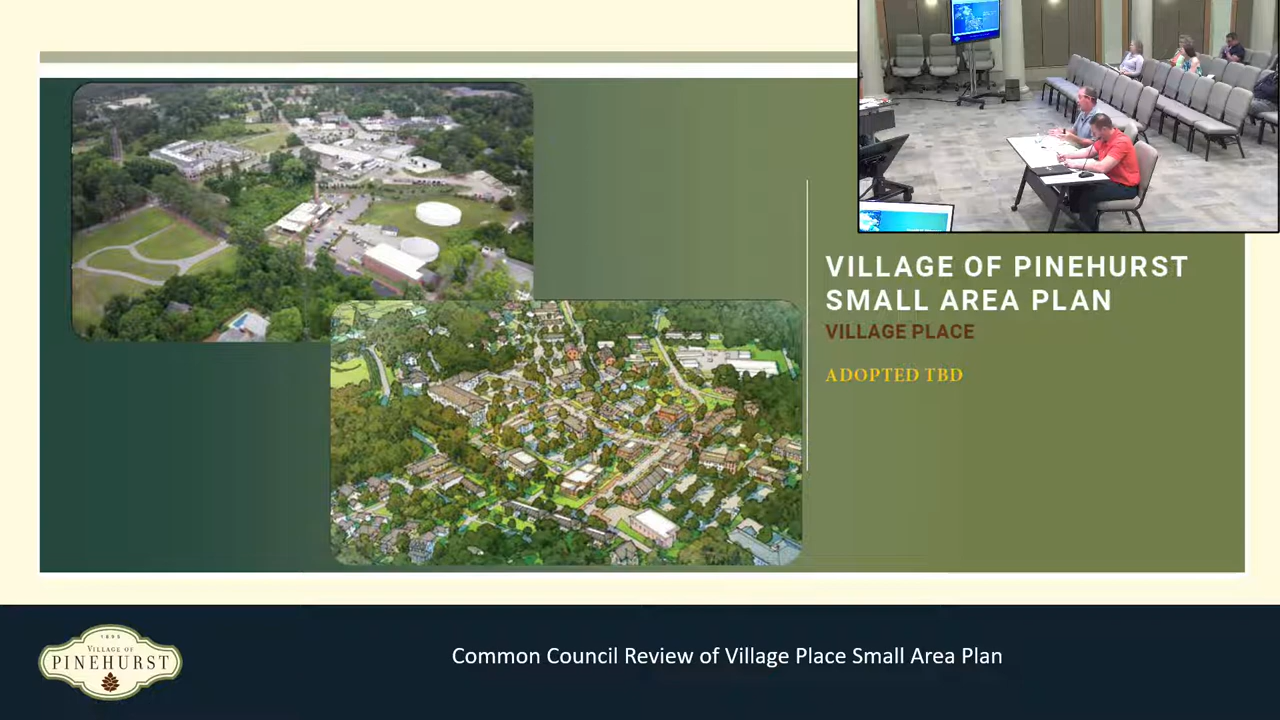 VILLAGE OF PINEHURST
SMALL AREA PLAN
VILLAGE PLACE
ADOPTED TBD
1895
VILLAGE OF
PINEHURST
Common Council Review of Village Place Small Area Plan